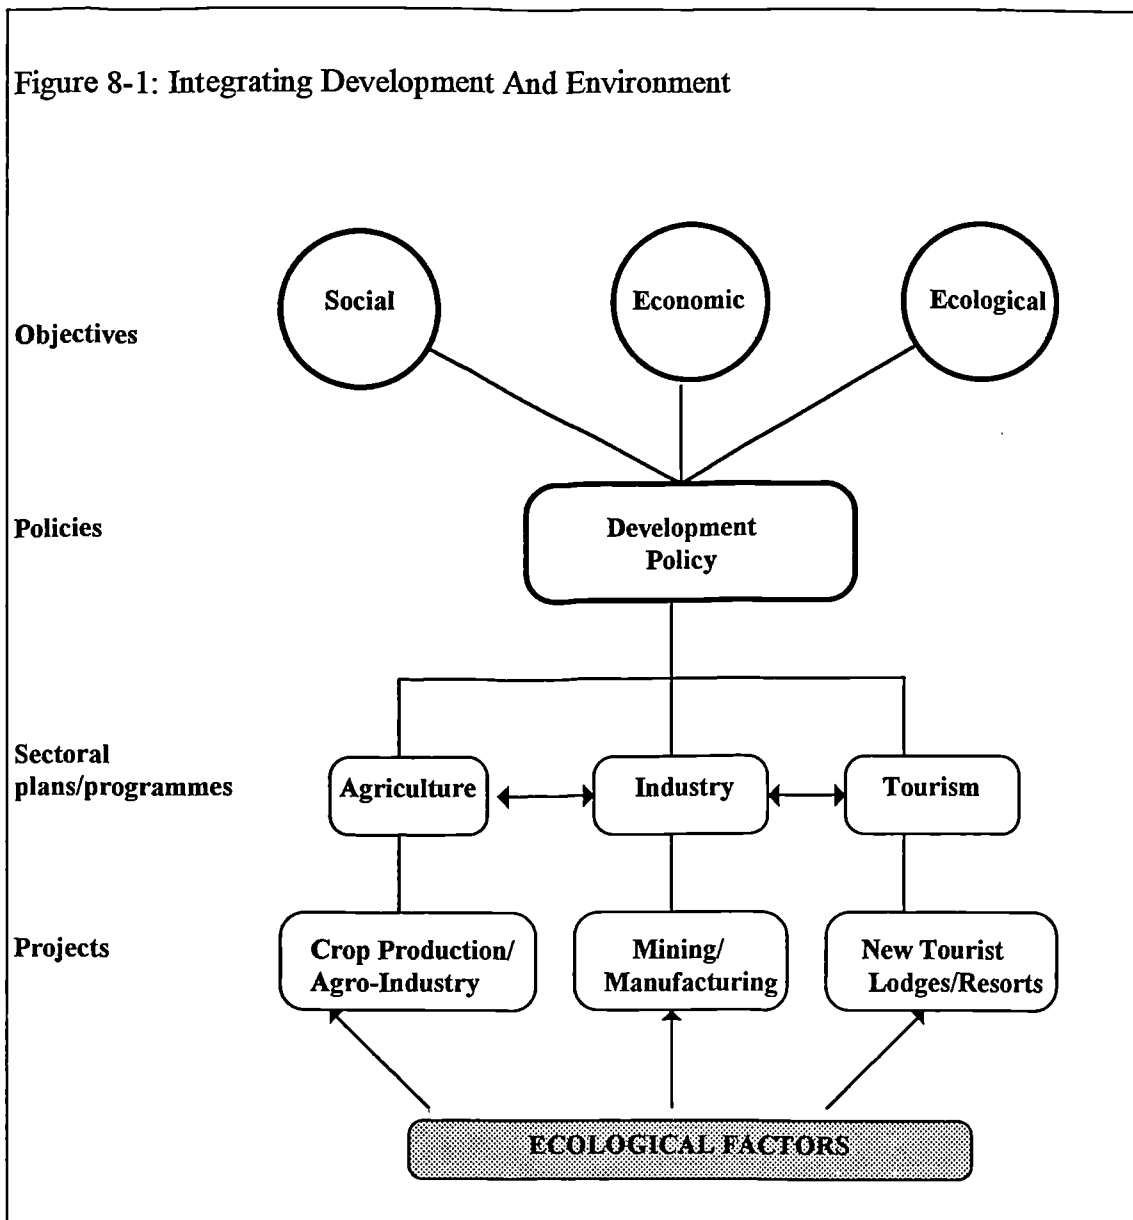 Figure 8-1: Integrating Development And Environment
Social
Economic
Ecological
Objectives
Policies
Development
Policy
Sectoral
plans/programmes
Agriculture
Industry
Tourism
Projects
Crop Production/
Agro-Industry
Mining/
Manufacturing
New Tourist
Lodges/Resorts
ECOLOGICAL FACTORS